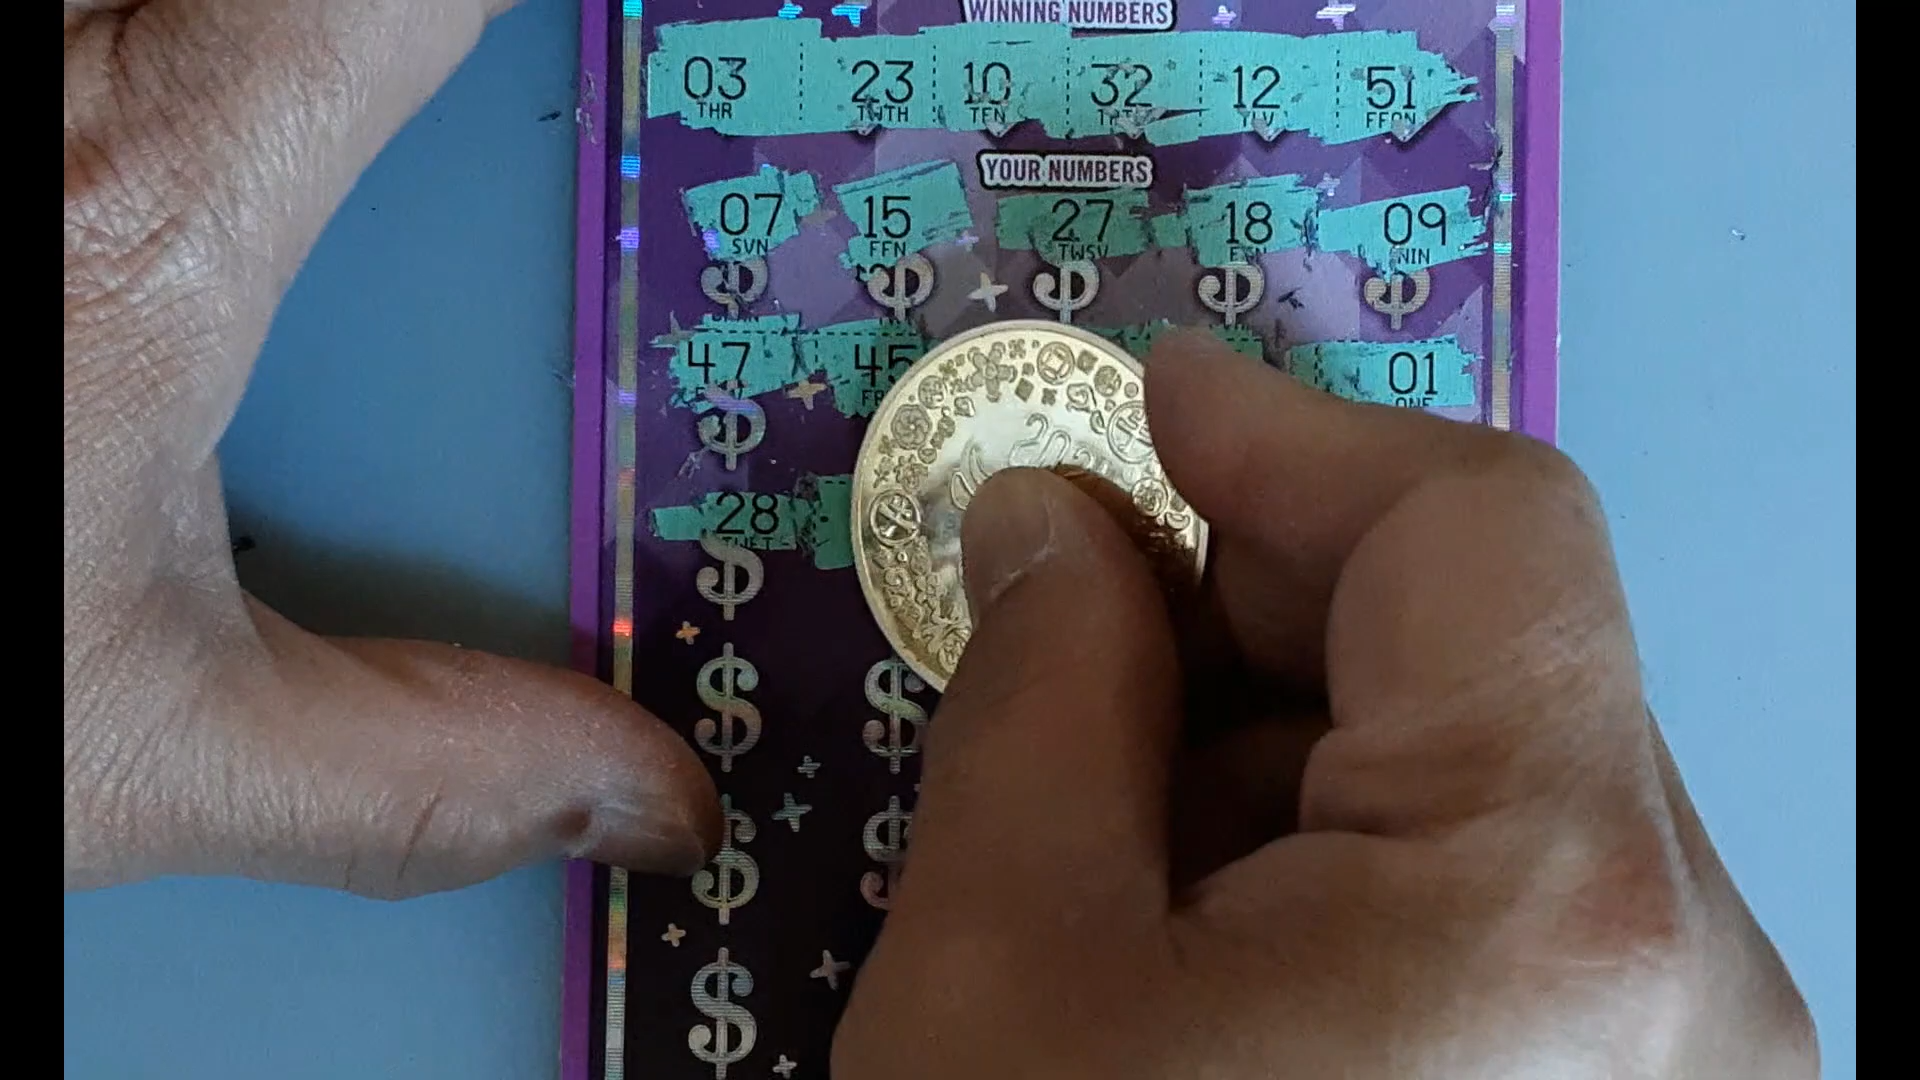 WINNING NUMBERS
03 23 10 32 12 51
THR TWTH TEN
YOUR NUMBERS
07 15 27 18 09
SVN FFN TWSV NIN
47 45 01
ONE
28